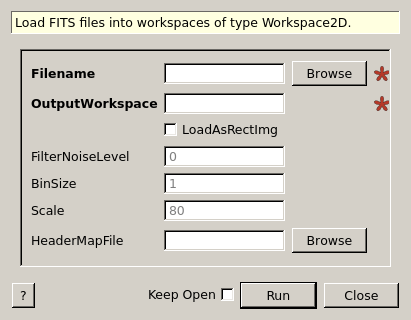 Load FITS files into workspaces of type Workspace2D.
Filename Browse *
OutputWorkspace *
LoadAsRectImg
FilterNoiseLevel 0
BinSize 1
Scale 80
HeaderMapFile Browse
? Keep Open Run Close